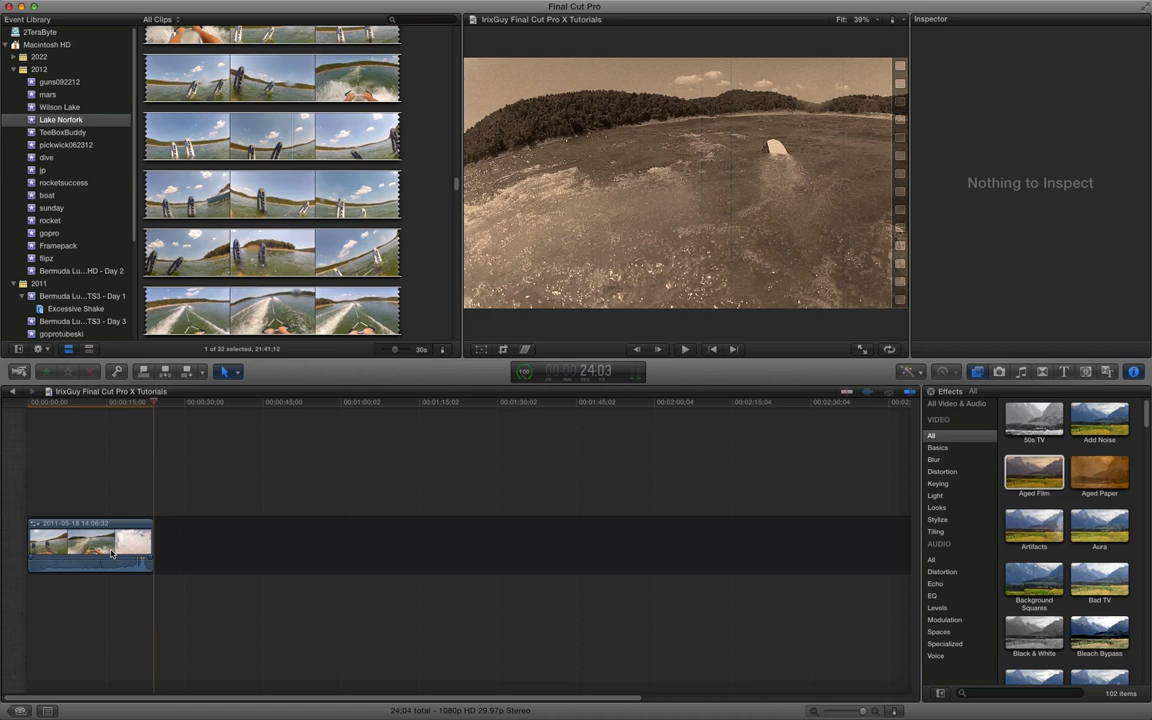 Final Cut Pro
Event Library
All Clips
IrixGuy Final Cut Pro X Tutorials
Fit: 39%
Inspector
2TeraByte
Macintosh HD
2022
2012
guns092212
mars
Wilson Lake
Lake Norfork
TeeBoxBuddy
pickwick062312
dive
jp
rocketsuccess
boat
sunday
rocket
gopro
Framepack
flipz
Bermuda Lu...HD - Day 2
2011
Bermuda Lu...TS3 - Day 1
Excessive Shake
Bermuda Lu...TS3 - Day 3
goprotubeski
Nothing to Inspect
1 of 32 selected, 21:41;12
30s
100
00:00:24:03
HR MIN SEC FR
IrixGuy Final Cut Pro X Tutorials
00:00:00;00
00:00:15;00
00:00:30;00
00:00:45;00
00:01:00;02
00:01:15;02
00:01:30;02
00:01:45;02
00:02:00;04
00:02:15;04
00:02:30;04
00:02:
2011-05-18 14:06:32
Effects
All
All Video & Audio
VIDEO
All
Basics
Blur
Distortion
Keying
Light
Looks
Stylize
Tiling
AUDIO
All
Distortion
Echo
EQ
Levels
Modulation
Spaces
Specialized
Voice
50s TV
Add Noise
Aged Film
Aged Paper
Artifacts
Aura
Background Squares
Bad TV
Black & White
Bleach Bypass
102 items
24:04 total - 1080p HD 29.97p Stereo